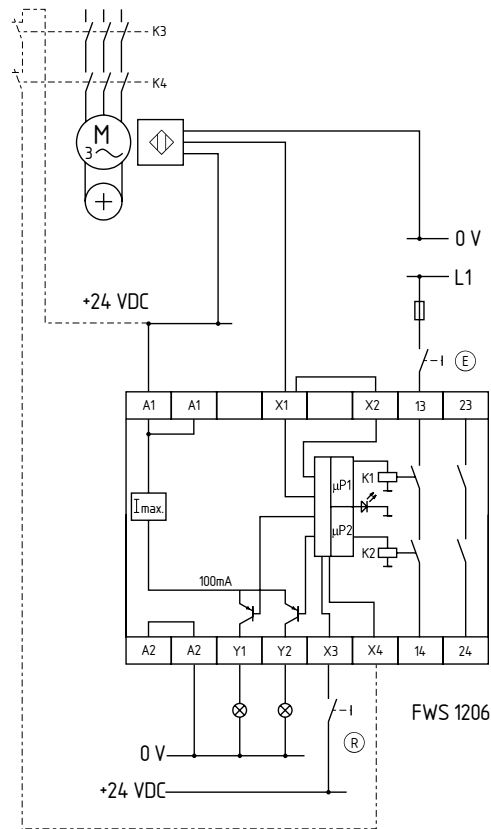 K3
K4
M
3
0 V
L1
+24 VDC
E
A1 A1 X1 X2 13 23
K1
µP1
Imax.
µP2
K2
100mA
A2 A2 Y1 Y2 X3 X4 14 24
FWS 1206
R
0 V
+24 VDC